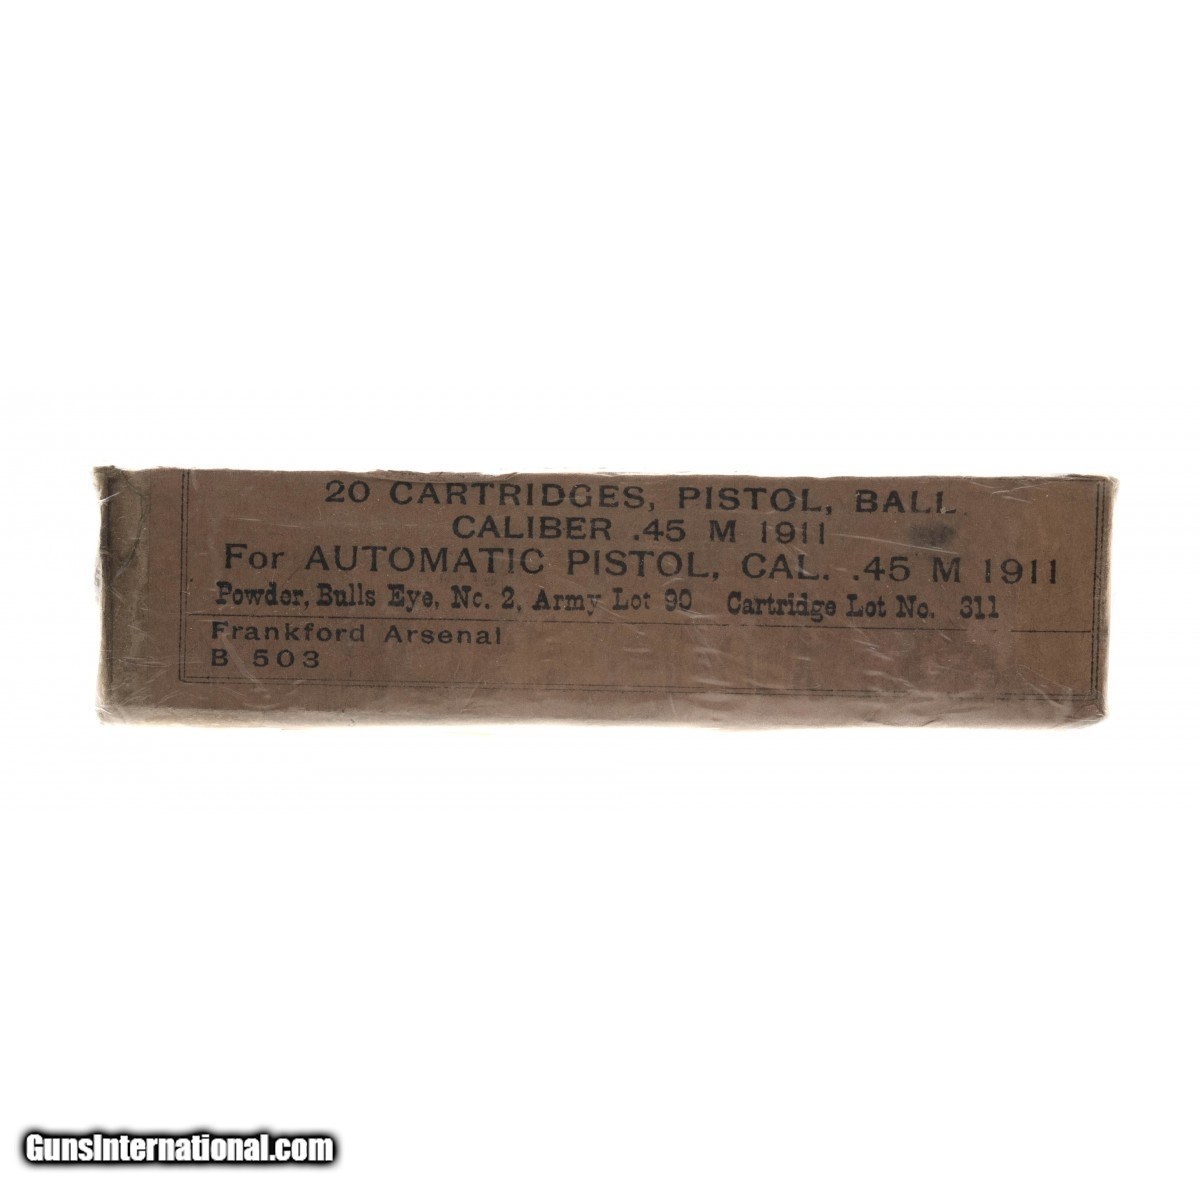 20 CARTRIDGES, PISTOL, BALL
CALIBER .45 M 1911
For AUTOMATIC PISTOL, CAL. .45 M 1911
Powder, Bulls Eye, No. 2, Army Lot 90 Cartridge Lot No. 311
Frankford Arsenal
B 503
GunsInternational.com